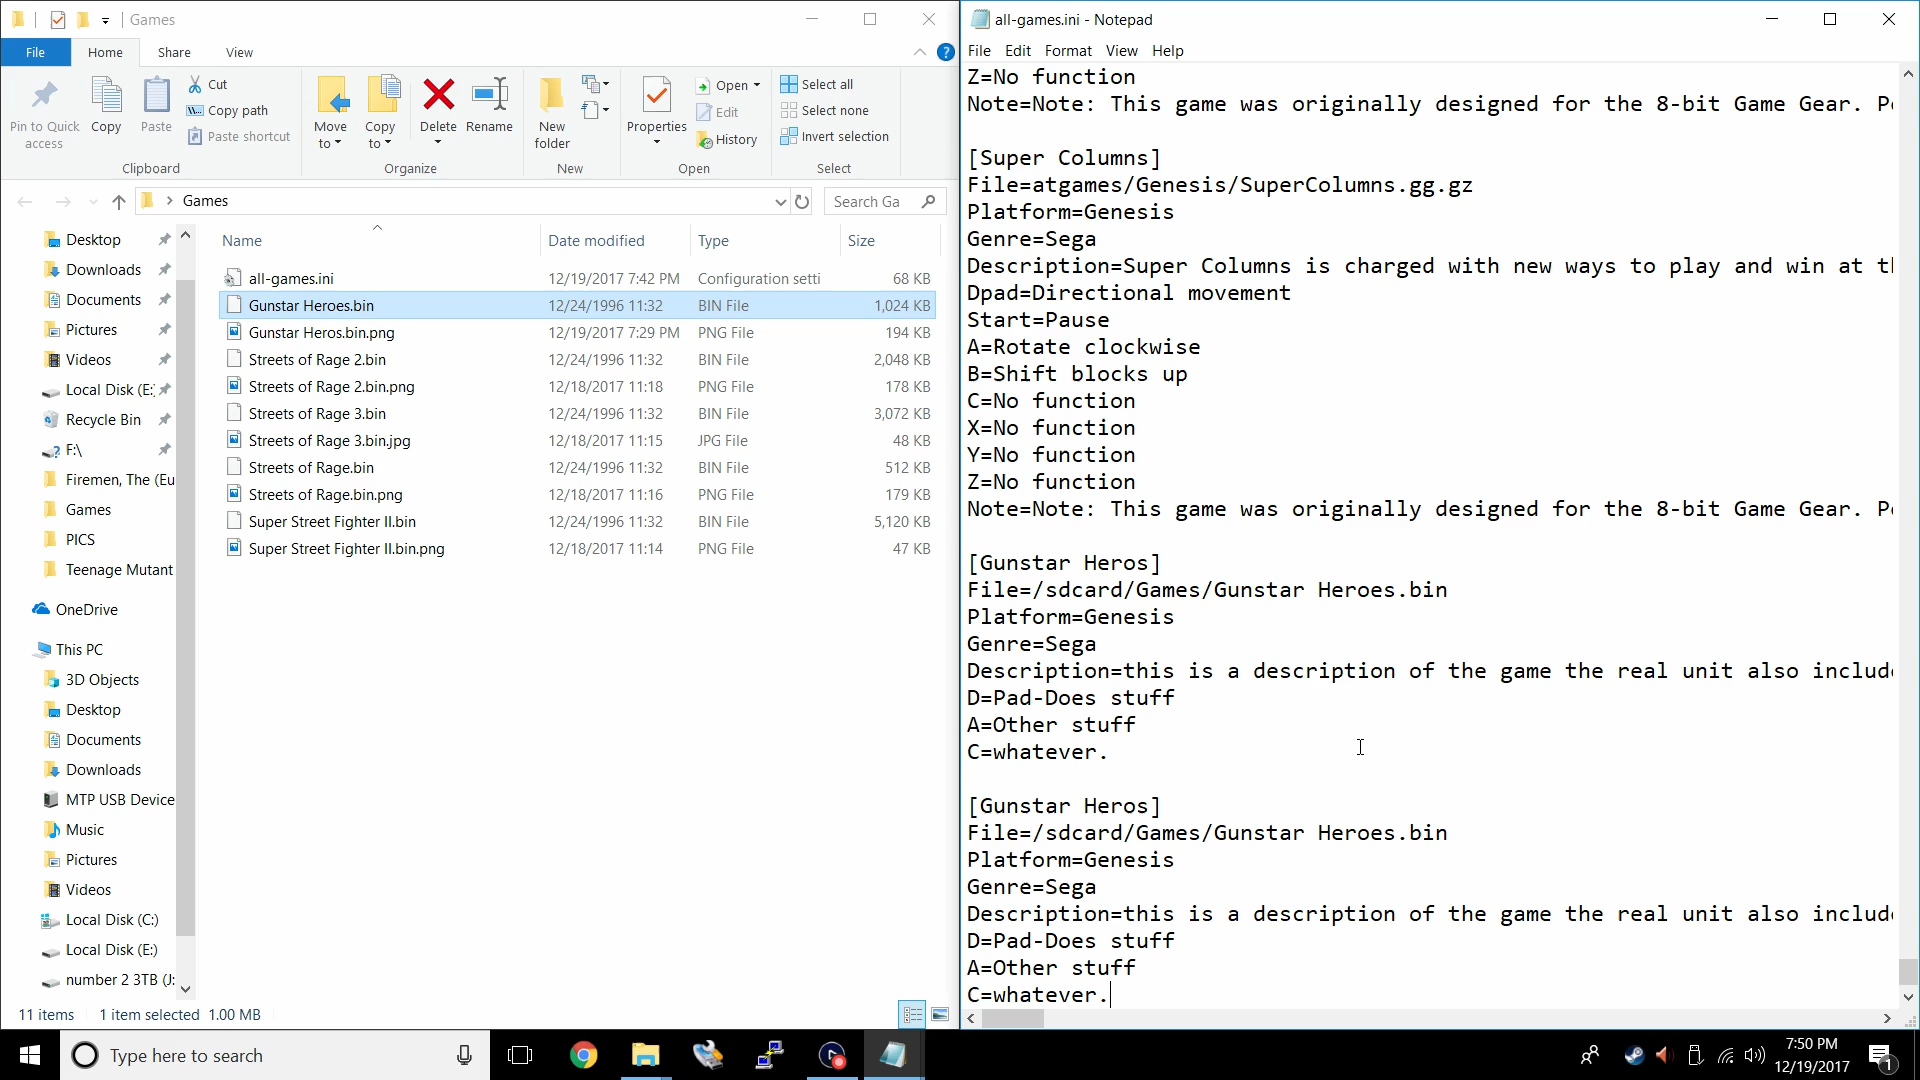 Games
File
Home
Share
View
?
Pin to Quick access
Copy
Paste
Cut
Copy path
Paste shortcut
Clipboard
Move to
Copy to
Delete
Rename
Organize
New folder
New
Properties
Open
Edit
History
Open
Select all
Select none
Invert selection
Select
Games
Search Ga
Desktop
Downloads
Documents
Pictures
Videos
Local Disk (E:
Recycle Bin
F:\
Firemen, The (Eu
Games
PICS
Teenage Mutant
OneDrive
This PC
3D Objects
Desktop
Documents
Downloads
MTP USB Device
Music
Pictures
Videos
Local Disk (C:)
Local Disk (E:)
number 2 3TB (J:
Name Date modified Type Size
all-games.ini 12/19/2017 7:42 PM Configuration setti 68 KB
Gunstar Heroes.bin 12/24/1996 11:32 BIN File 1,024 KB
Gunstar Heros.bin.png 12/19/2017 7:29 PM PNG File 194 KB
Streets of Rage 2.bin 12/24/1996 11:32 BIN File 2,048 KB
Streets of Rage 2.bin.png 12/18/2017 11:18 PNG File 178 KB
Streets of Rage 3.bin 12/24/1996 11:32 BIN File 3,072 KB
Streets of Rage 3.bin.jpg 12/18/2017 11:15 JPG File 48 KB
Streets of Rage.bin 12/24/1996 11:32 BIN File 512 KB
Streets of Rage.bin.png 12/18/2017 11:16 PNG File 179 KB
Super Street Fighter II.bin 12/24/1996 11:32 BIN File 5,120 KB
Super Street Fighter II.bin.png 12/18/2017 11:14 PNG File 47 KB
11 items 1 item selected 1.00 MB
all-games.ini - Notepad
File Edit Format View Help
Z=No function
Note=Note: This game was originally designed for the 8-bit Game Gear.
[Super Columns]
File=atgames/Genesis/SuperColumns.gg.gz
Platform=Genesis
Genre=Sega
Description=Super Columns is charged with new ways to play and win at
Dpad=Directional movement
Start=Pause
A=Rotate clockwise
B=Shift blocks up
C=No function
X=No function
Y=No function
Z=No function
Note=Note: This game was originally designed for the 8-bit Game Gear.
[Gunstar Heros]
File=/sdcard/Games/Gunstar Heroes.bin
Platform=Genesis
Genre=Sega
Description=this is a description of the game the real unit also
D=Pad-Does stuff
A=Other stuff
C=whatever.
[Gunstar Heros]
File=/sdcard/Games/Gunstar Heroes.bin
Platform=Genesis
Genre=Sega
Description=this is a description of the game the real unit also
D=Pad-Does stuff
A=Other stuff
C=whatever.
Type here to search
7:50 PM
12/19/2017
1